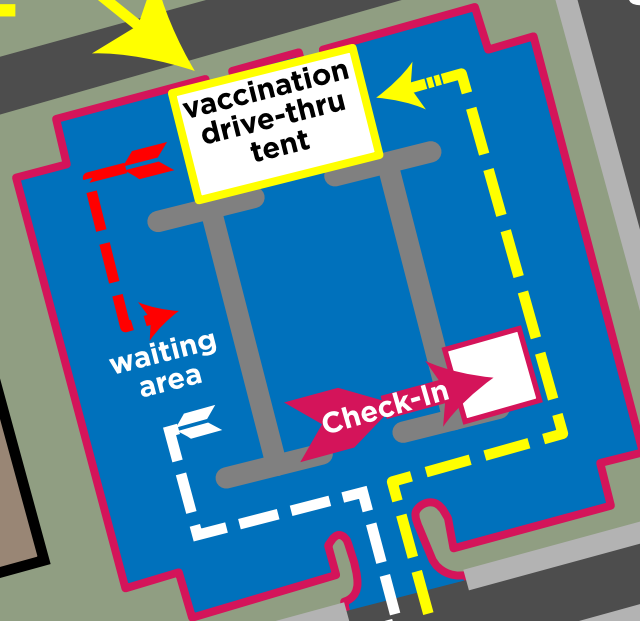 vaccination
drive-thru
tent
waiting
area
Check-In